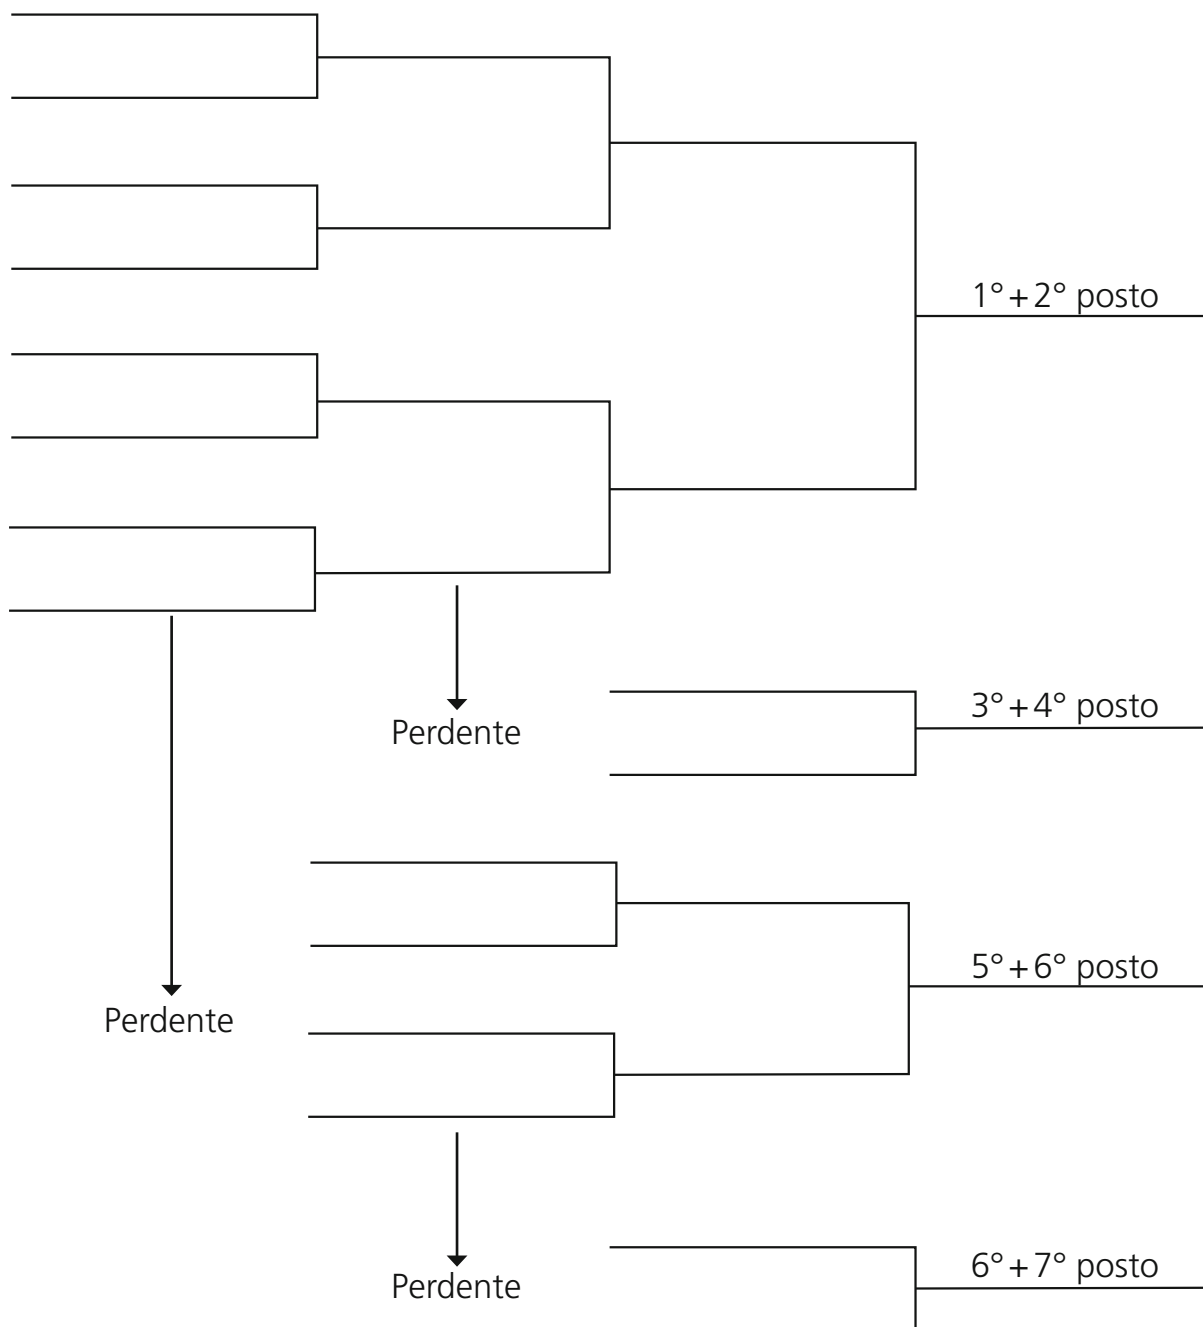 1° + 2° posto
3° + 4° posto
Perdente
5° + 6° posto
Perdente
6° + 7° posto
Perdente